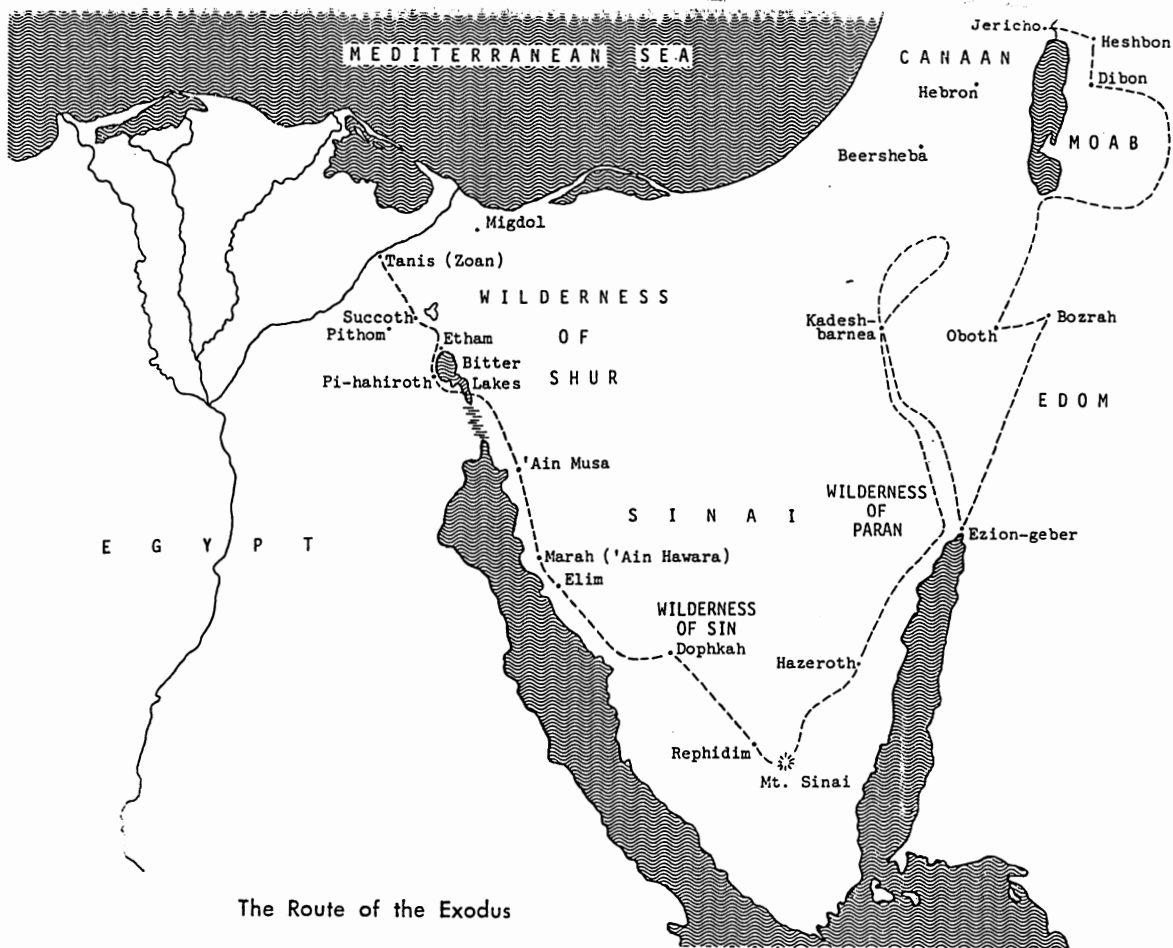 MEDITERRANEAN SEA
Jericho
Heshbon
CANAAN
Dibon
Hebron
MOAB
Beersheba
Migdol
Tanis (Zoan)
WILDERNESS
OF
SHUR
Succoth
Pithom
Etham
Bitter
Lakes
Pi-hahiroth
Kadesh-
barnea
Oboth
Bozrah
EDOM
'Ain Musa
SINAI
WILDERNESS
OF
PARAN
Ezion-geber
EGYPT
Marah ('Ain Hawara)
Elim
WILDERNESS
OF SIN
Dophkah
Hazeroth
Rephidim
Mt. Sinai
The Route of the Exodus